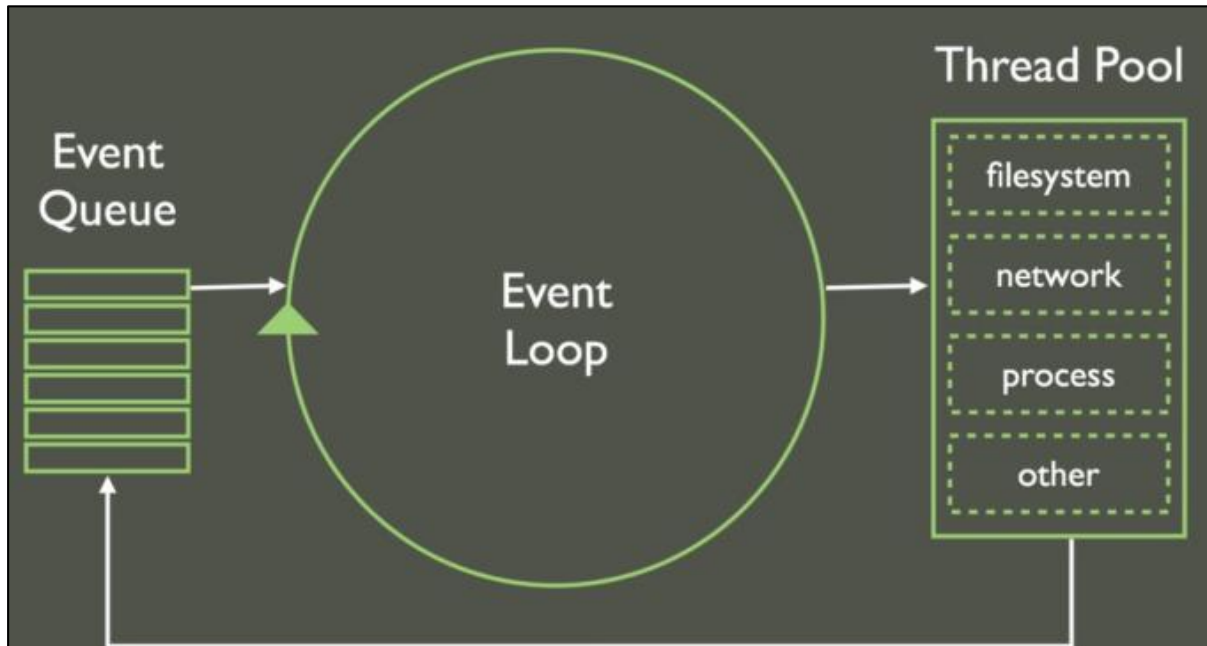 Event
Queue
Event
Loop
Thread Pool
filesystem
network
process
other